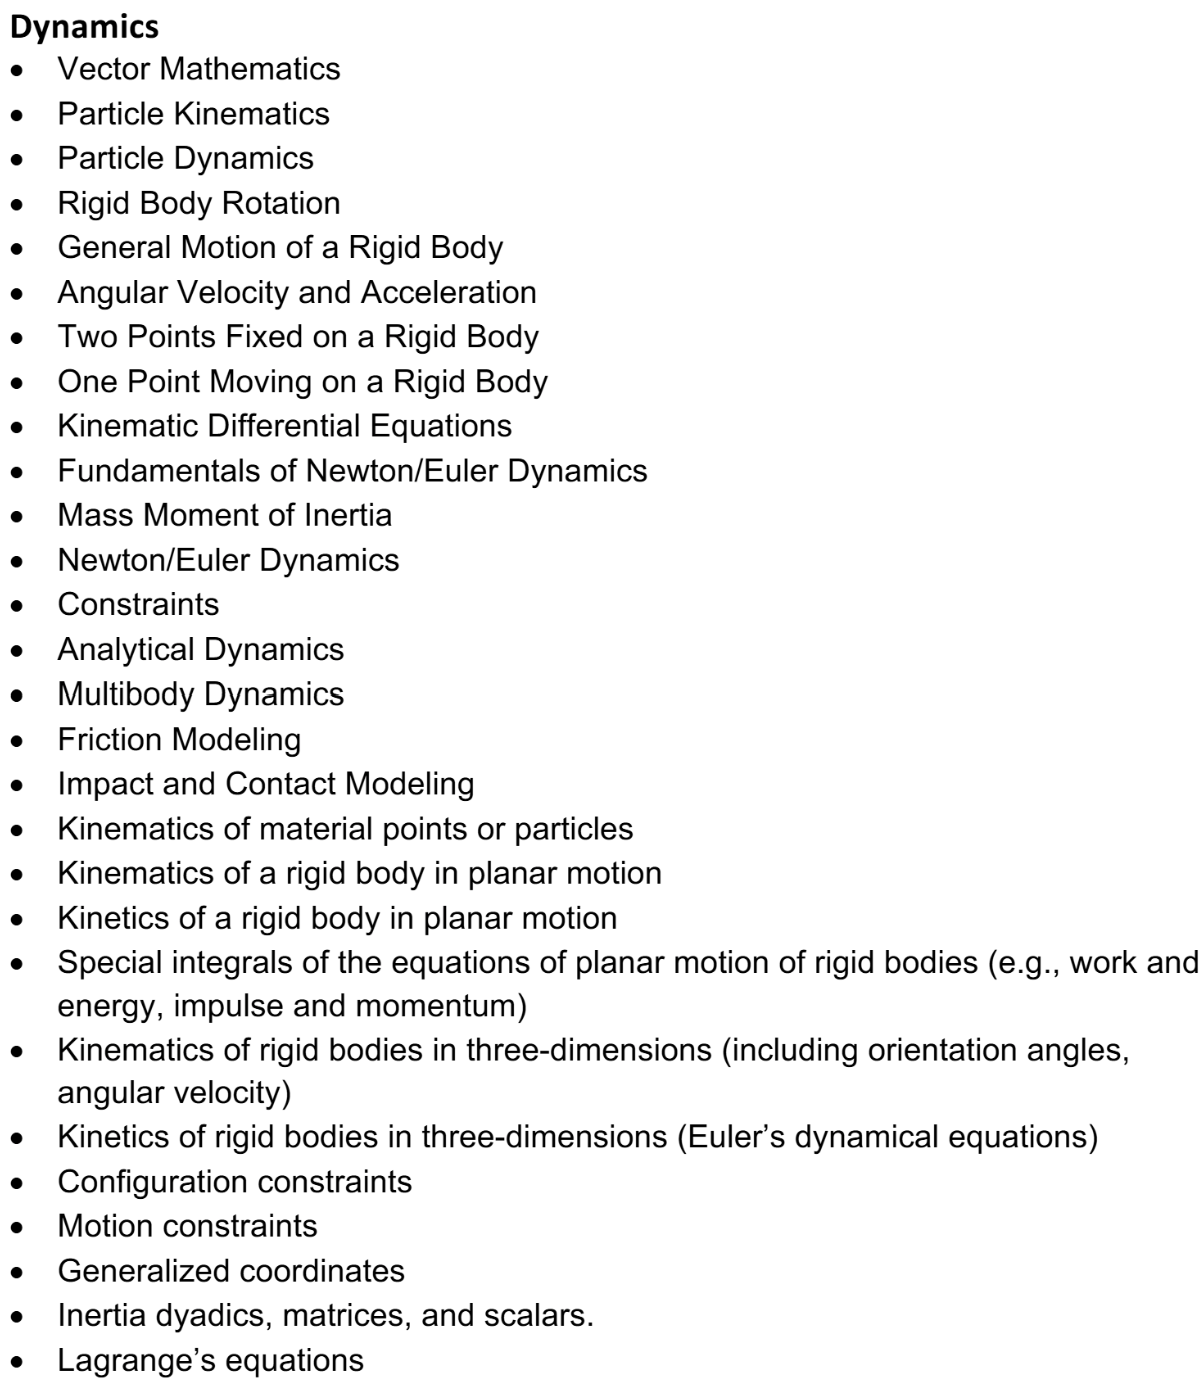 Dynamics
• Vector Mathematics
• Particle Kinematics
• Particle Dynamics
• Rigid Body Rotation
• General Motion of a Rigid Body
• Angular Velocity and Acceleration
• Two Points Fixed on a Rigid Body
• One Point Moving on a Rigid Body
• Kinematic Differential Equations
• Fundamentals of Newton/Euler Dynamics
• Mass Moment of Inertia
• Newton/Euler Dynamics
• Constraints
• Analytical Dynamics
• Multibody Dynamics
• Friction Modeling
• Impact and Contact Modeling
• Kinematics of material points or particles
• Kinematics of a rigid body in planar motion
• Kinetics of a rigid body in planar motion
• Special integrals of the equations of planar motion of rigid bodies (e.g., work and
energy, impulse and momentum)
• Kinematics of rigid bodies in three-dimensions (including orientation angles,
angular velocity)
• Kinetics of rigid bodies in three-dimensions (Euler’s dynamical equations)
• Configuration constraints
• Motion constraints
• Generalized coordinates
• Inertia dyadics, matrices, and scalars.
• Lagrange’s equations